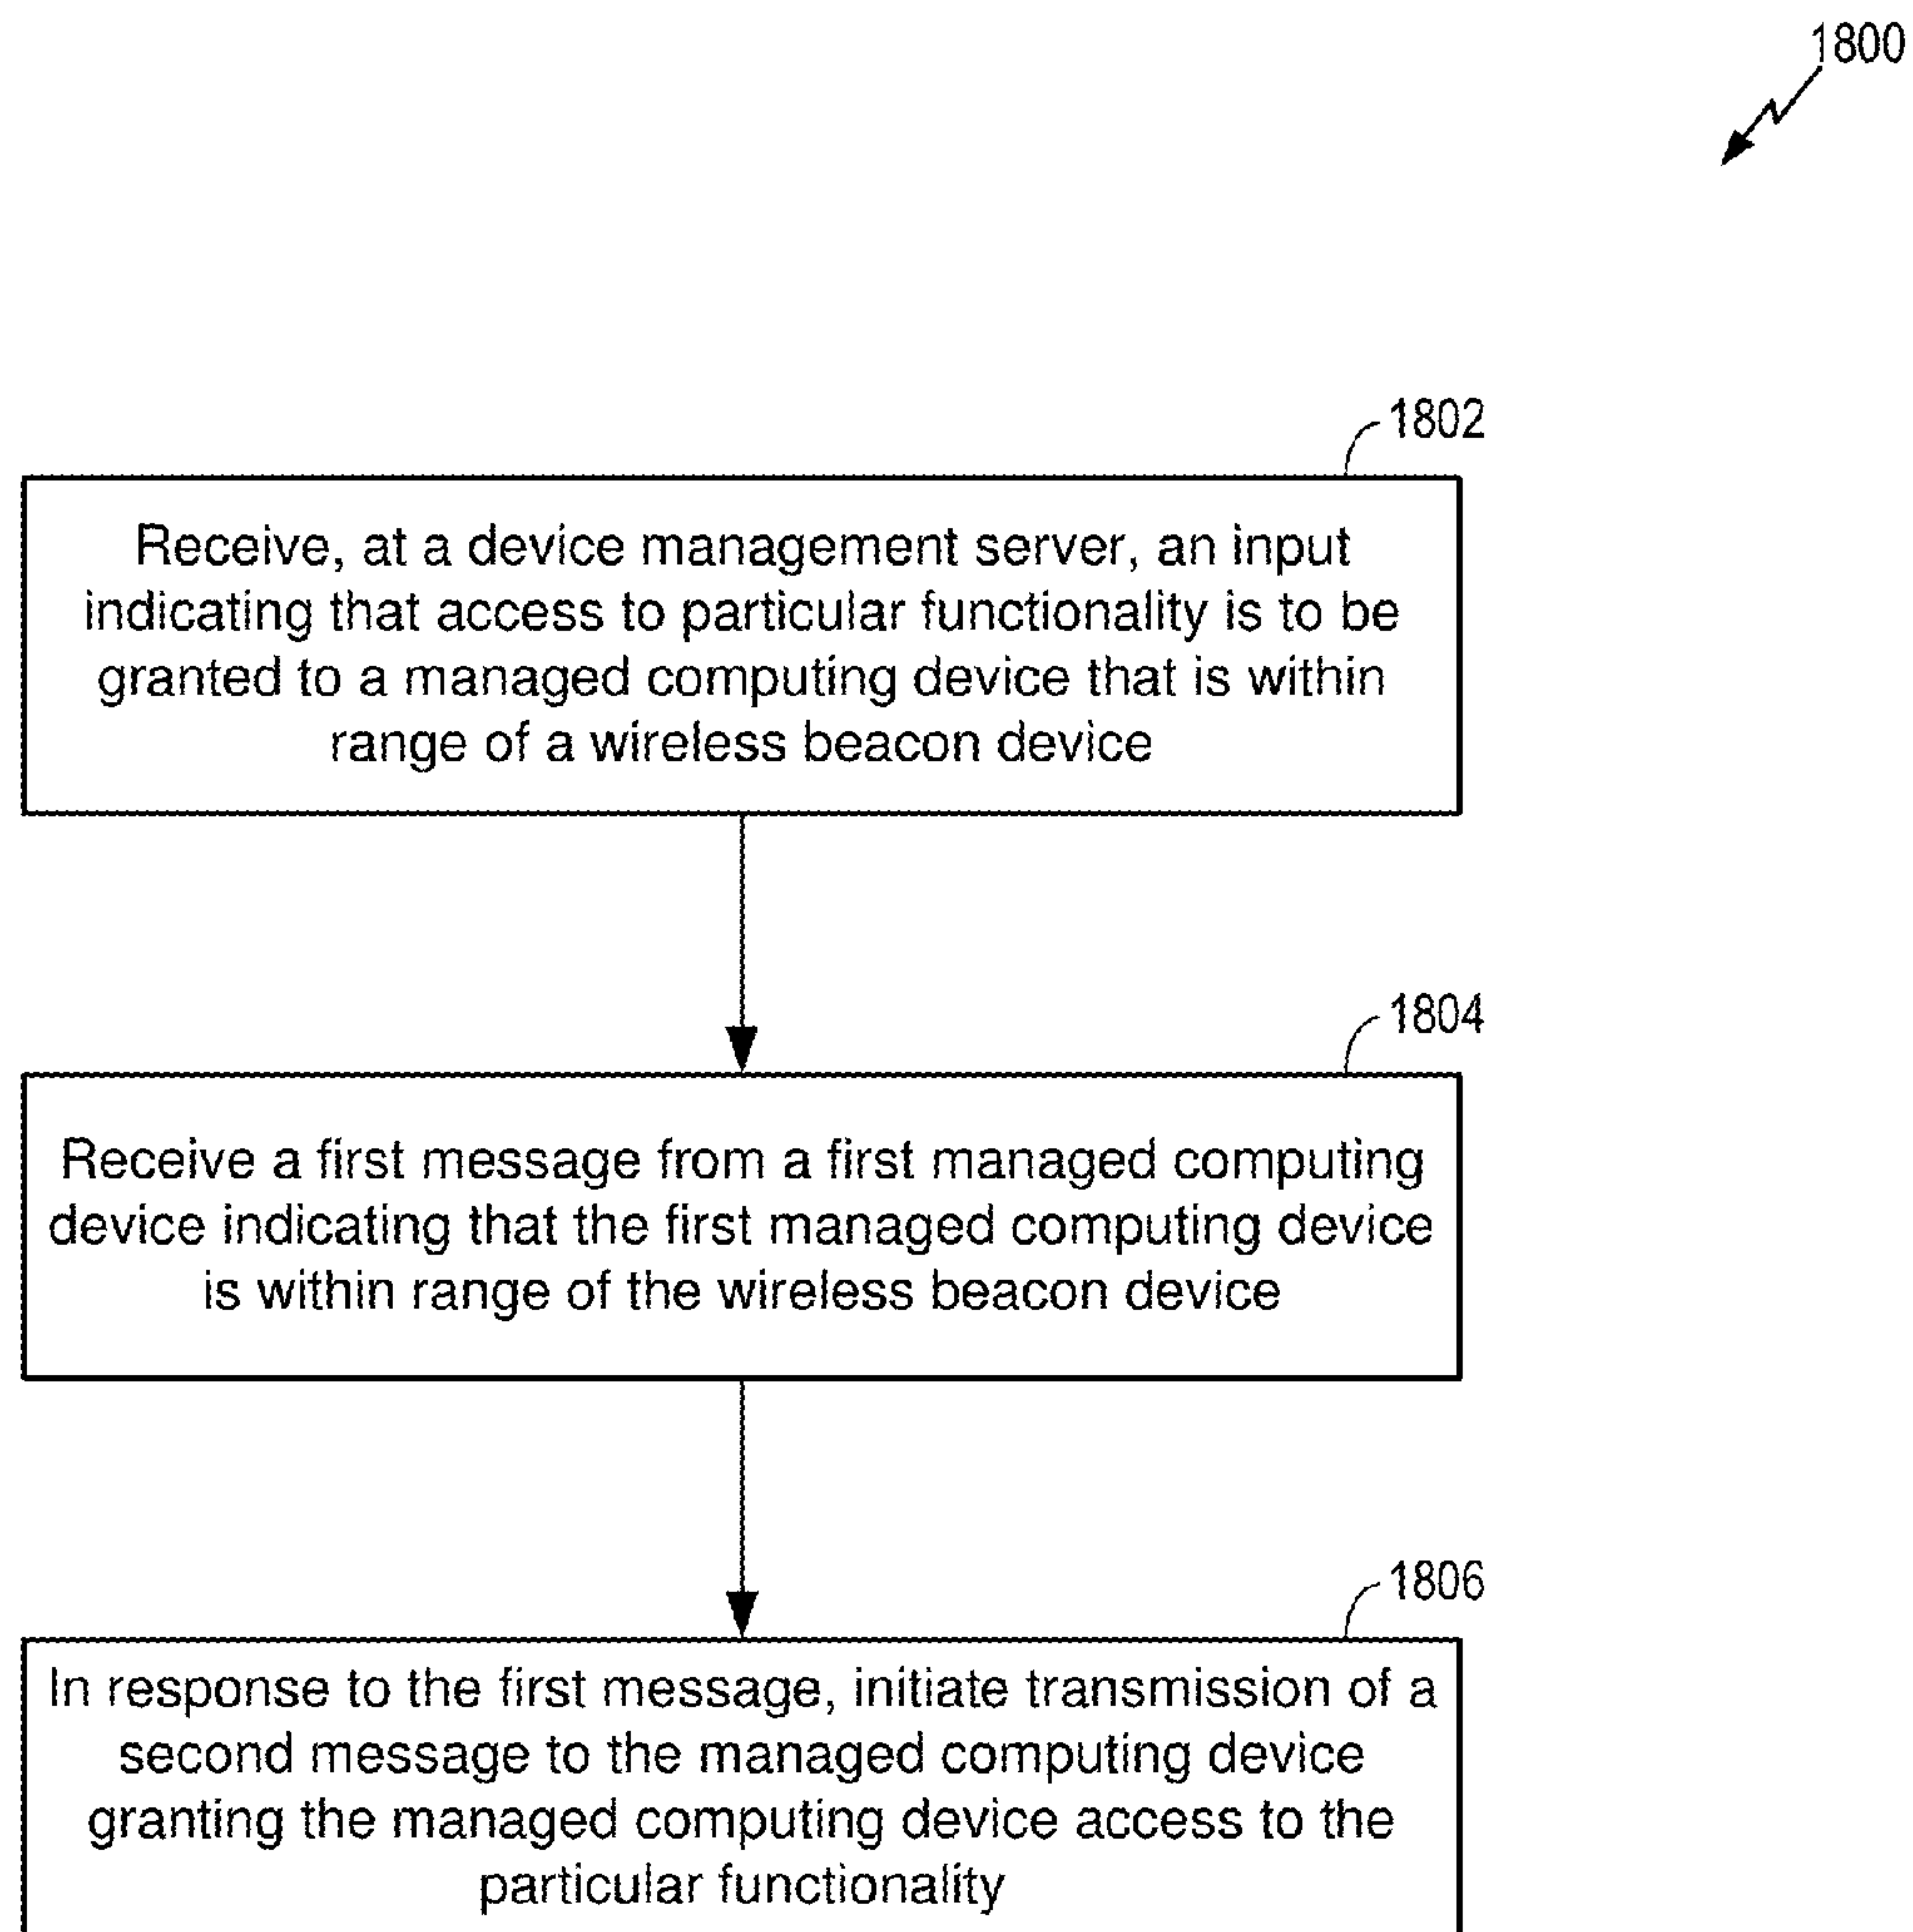 1800
1802
Receive, at a device management server, an input
indicating that access to particular functionality is to be
granted to a managed computing device that is within
range of a wireless beacon device
1804
Receive a first message from a first managed computing
device indicating that the first managed computing device
is within range of the wireless beacon device
1806
In response to the first message, initiate transmission of a
second message to the managed computing device
granting the managed computing device access to the
particular functionality